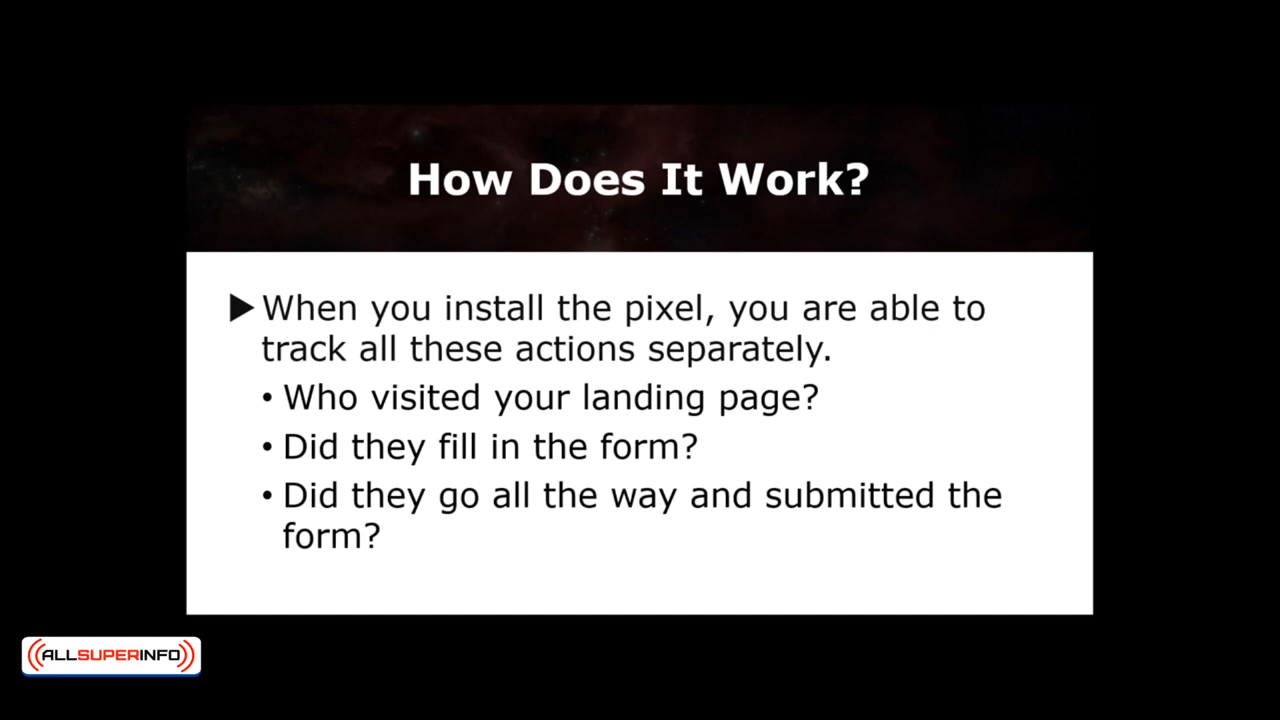 How Does It Work?
▶ When you install the pixel, you are able to
track all these actions separately.
• Who visited your landing page?
• Did they fill in the form?
• Did they go all the way and submitted the
form?
ALLSUPERINFO